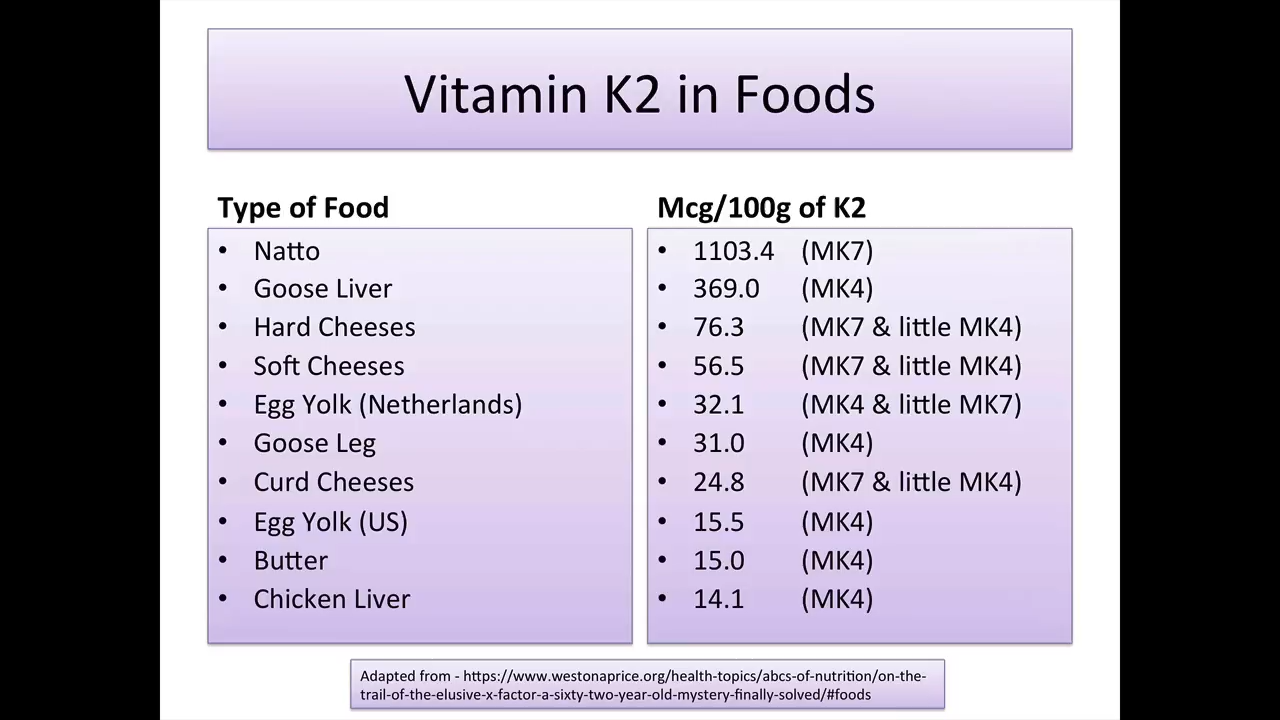 Vitamin K2 in Foods
Type of Food
• Natto
• Goose Liver
• Hard Cheeses
• Soft Cheeses
• Egg Yolk (Netherlands)
• Goose Leg
• Curd Cheeses
• Egg Yolk (US)
• Butter
• Chicken Liver
Mcg/100g of K2
• 1103.4 (MK7)
• 369.0 (MK4)
• 76.3 (MK7 & little MK4)
• 56.5 (MK7 & little MK4)
• 32.1 (MK4 & little MK7)
• 31.0 (MK4)
• 24.8 (MK7 & little MK4)
• 15.5 (MK4)
• 15.0 (MK4)
• 14.1 (MK4)
Adapted from - https://www.westonaprice.org/health-topics/abcs-of-nutrition/on-the-
trail-of-the-elusive-x-factor-a-sixty-two-year-old-mystery-finally-solved/#foods